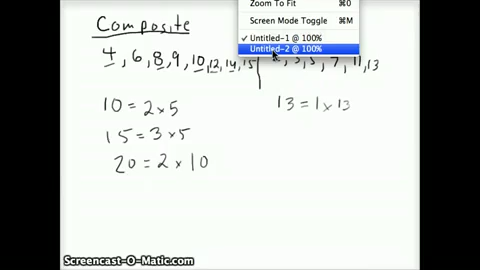 Composite
Zoom To Fit ⌘0
Screen Mode Toggle ⌘M
✓ Untitled-1 @ 100%
Untitled-2 @ 100%
4, 6, 8, 9, 10, 12, 14, 15 3, 5, 7, 11, 13
10 = 2 × 5 13 = 1 × 13
15 = 3 × 5
20 = 2 × 10
Screencast-O-Matic.com